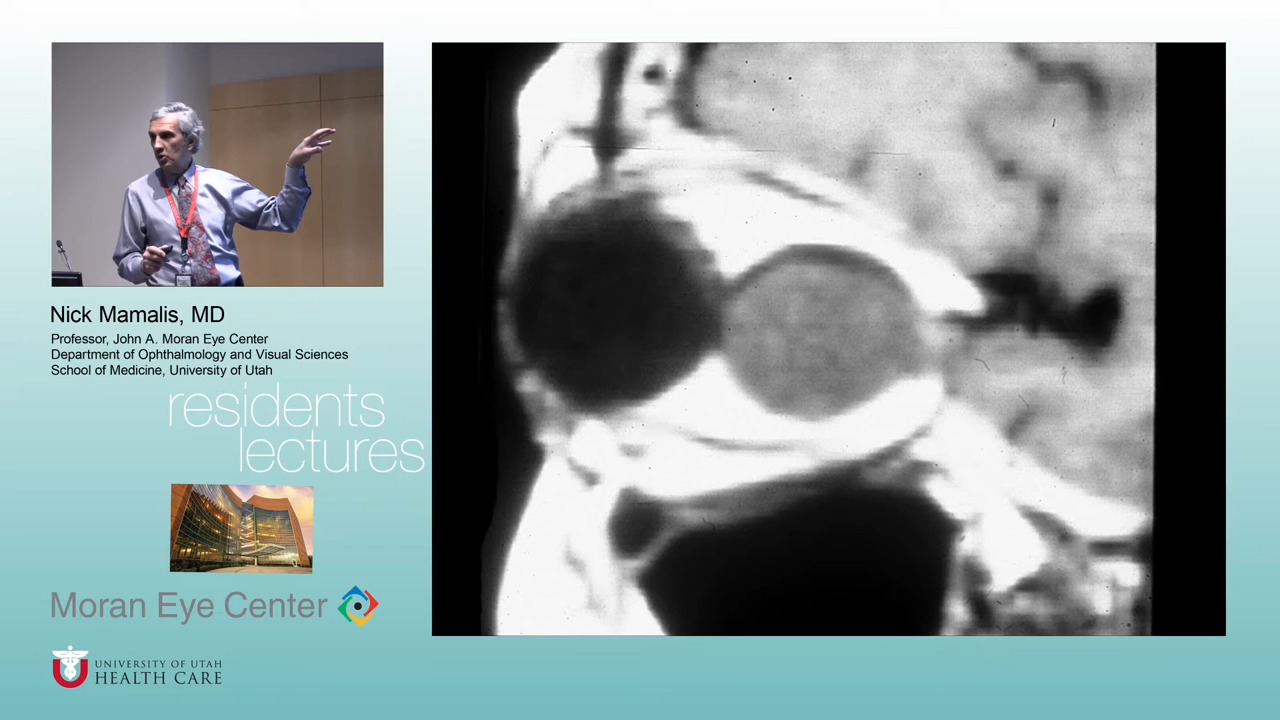 Nick Mamalis, MD
Professor, John A. Moran Eye Center
Department of Ophthalmology and Visual Sciences
School of Medicine, University of Utah
residents
lectures
Moran Eye Center
UNIVERSITY OF UTAH
HEALTH CARE